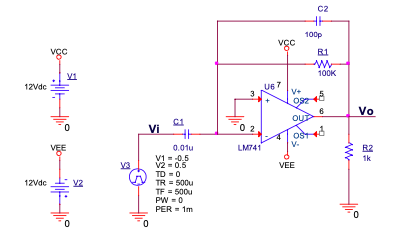 C2
100p
VCC
VCC
R1
100K
V1
12Vdc
U6
7
V+
5
3
+
OS2
6
OUT
Vo
Vi
C1
2
-
OS1
1
0.01u
LM741
4
V-
0
0
VEE
VEE
R2
1k
V3
V1 = -0.5
V2 = 0.5
TD = 0
TR = 500u
TF = 500u
PW = 0
PER = 1m
12Vdc
V2
0
0
0